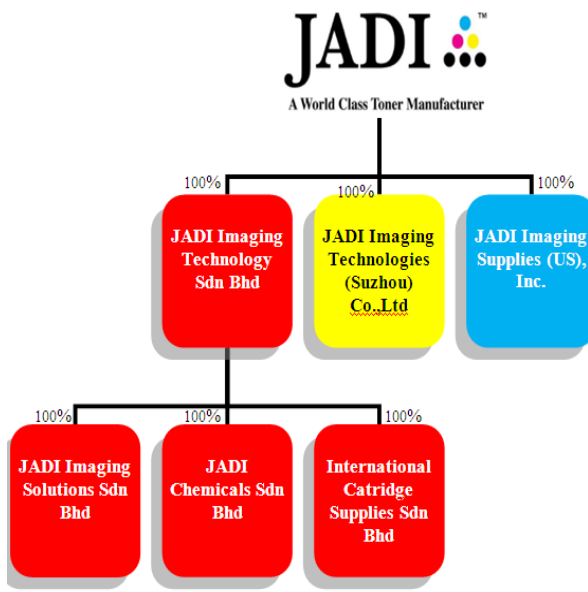 JADI
TM
A World Class Toner Manufacturer
100%
100%
100%
JADI Imaging
Technology
Sdn Bhd
JADI Imaging
Technologies
(Suzhou)
Co.,Ltd
JADI Imaging
Supplies (US),
Inc.
100%
100%
100%
JADI Imaging
Solutions Sdn
Bhd
JADI
Chemicals Sdn
Bhd
International
Catridge
Supplies Sdn
Bhd